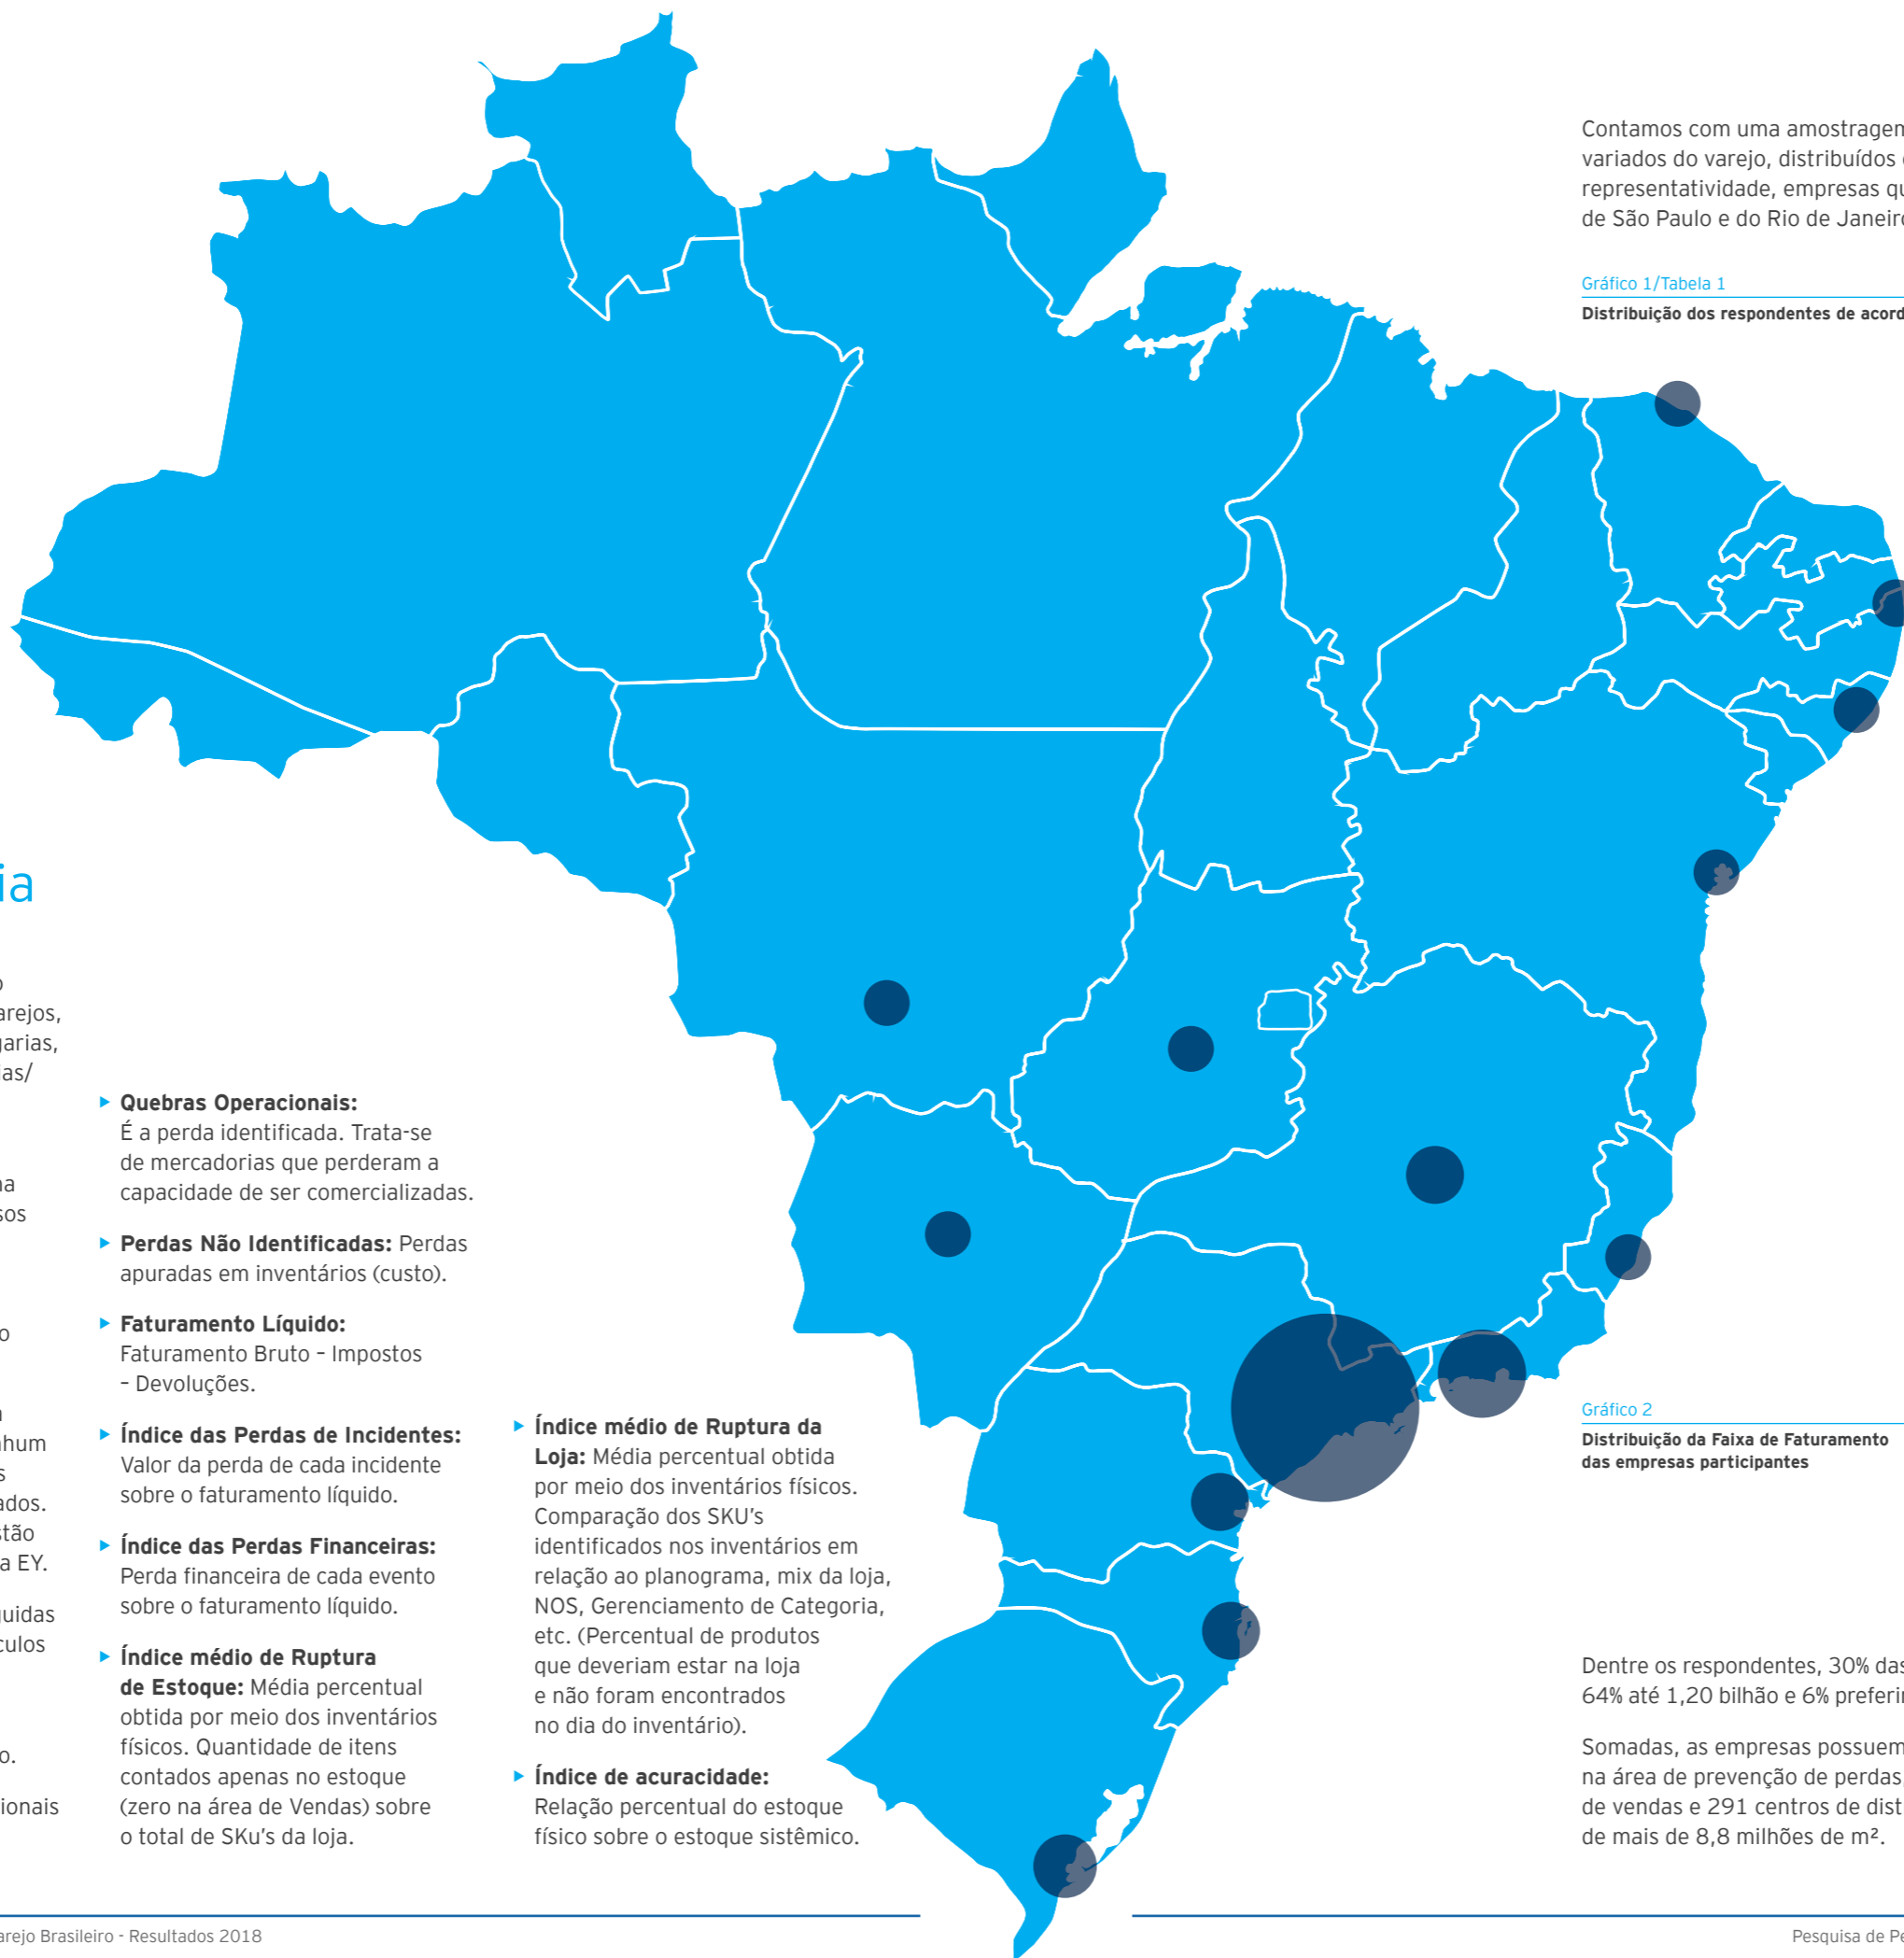 ia
o
arejos,
garias,
ias/
na
sos
o
a
nhum
s
ados.
stão
a EY.
guidas
culos
o.
ionais
Quebras Operacionais:
É a perda identificada. Trata-se
de mercadorias que perderam a
capacidade de ser comercializadas.
Perdas Não Identificadas: Perdas
apuradas em inventários (custo).
Faturamento Líquido:
Faturamento Bruto – Impostos
– Devoluções.
Índice das Perdas de Incidentes:
Valor da perda de cada incidente
sobre o faturamento líquido.
Índice das Perdas Financeiras:
Perda financeira de cada evento
sobre o faturamento líquido.
Índice médio de Ruptura
de Estoque: Média percentual
obtida por meio dos inventários
físicos. Quantidade de itens
contados apenas no estoque
(zero na área de Vendas) sobre
o total de SKu's da loja.
Índice médio de Ruptura da
Loja: Média percentual obtida
por meio dos inventários físicos.
Comparação dos SKU's
identificados nos inventários em
relação ao planograma, mix da loja,
NOS, Gerenciamento de Categoria,
etc. (Percentual de produtos
que deveriam estar na loja
e não foram encontrados
no dia do inventário).
Índice de acuracidade:
Relação percentual do estoque
físico sobre o estoque sistêmico.
Contamos com uma amostragem
variados do varejo, distribuídos
representatividade, empresas qu
de São Paulo e do Rio de Janeiro
Gráfico 1/Tabela 1
Distribuição dos respondentes de acord
Gráfico 2
Distribuição da Faixa de Faturamento
das empresas participantes
Dentre os respondentes, 30% das
64% até 1,20 bilhão e 6% preferi
Somadas, as empresas possuem
na área de prevenção de perdas,
de vendas e 291 centros de dist
de mais de 8,8 milhões de m².
arejo Brasileiro - Resultados 2018
Pesquisa de Pe